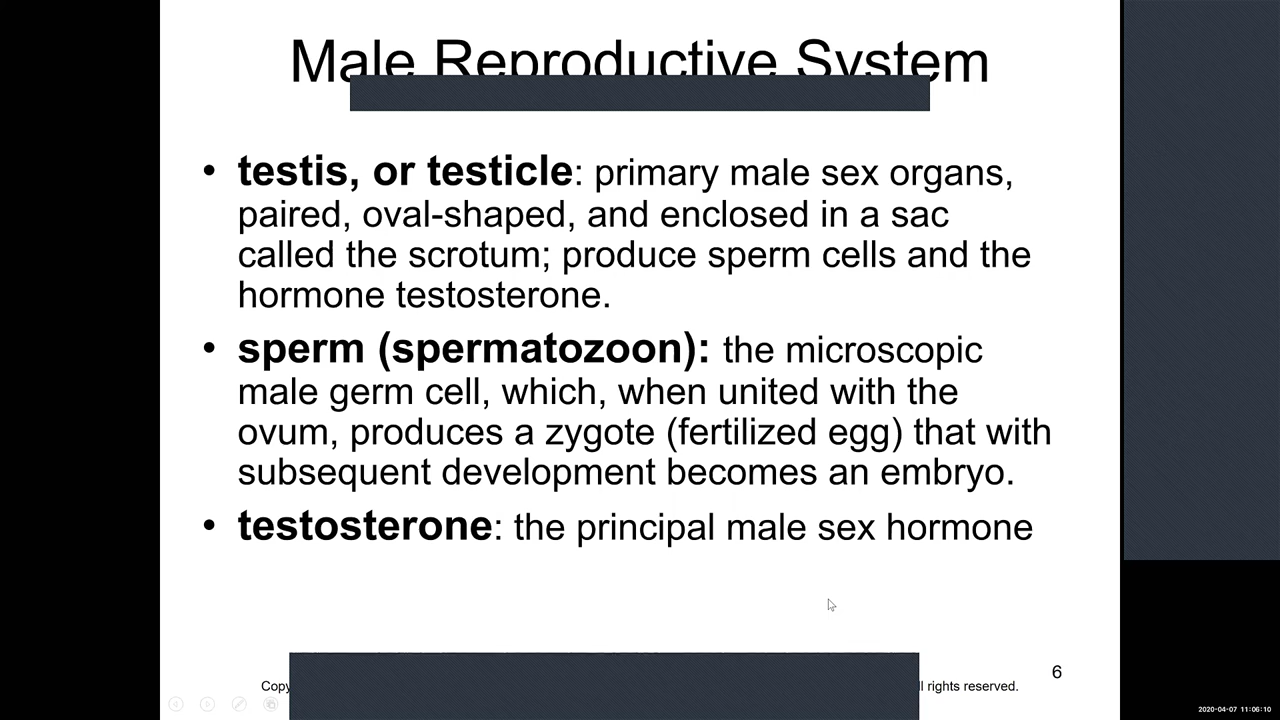 Male Reproductive System
• testis, or testicle: primary male sex organs,
paired, oval-shaped, and enclosed in a sac
called the scrotum; produce sperm cells and the
hormone testosterone.
• sperm (spermatozoon): the microscopic
male germ cell, which, when united with the
ovum, produces a zygote (fertilized egg) that with
subsequent development becomes an embryo.
• testosterone: the principal male sex hormone
6
rights reserved.
2020-04-07 11:06:10